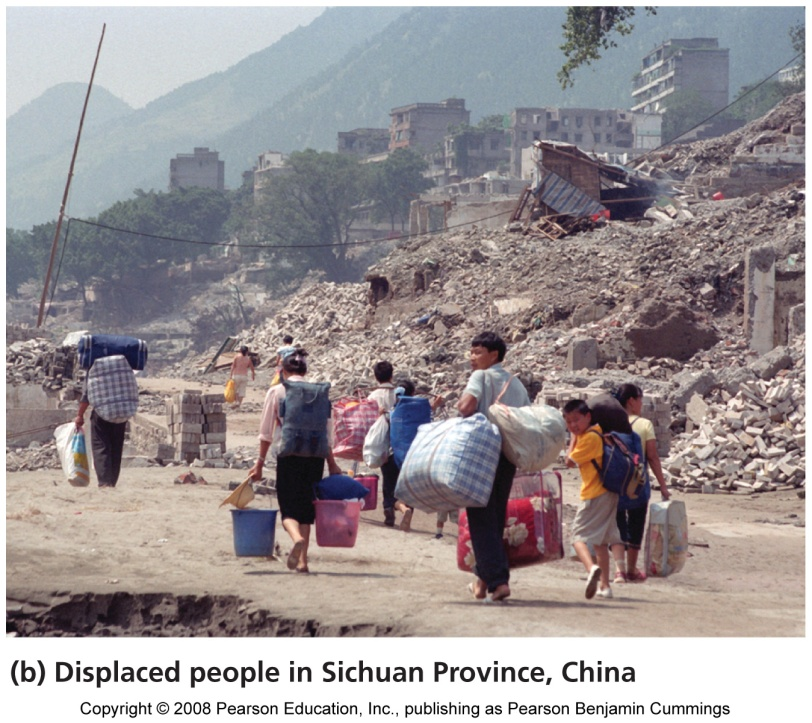 (b) Displaced people in Sichuan Province, China
Copyright © 2008 Pearson Education, Inc., publishing as Pearson Benjamin Cummings